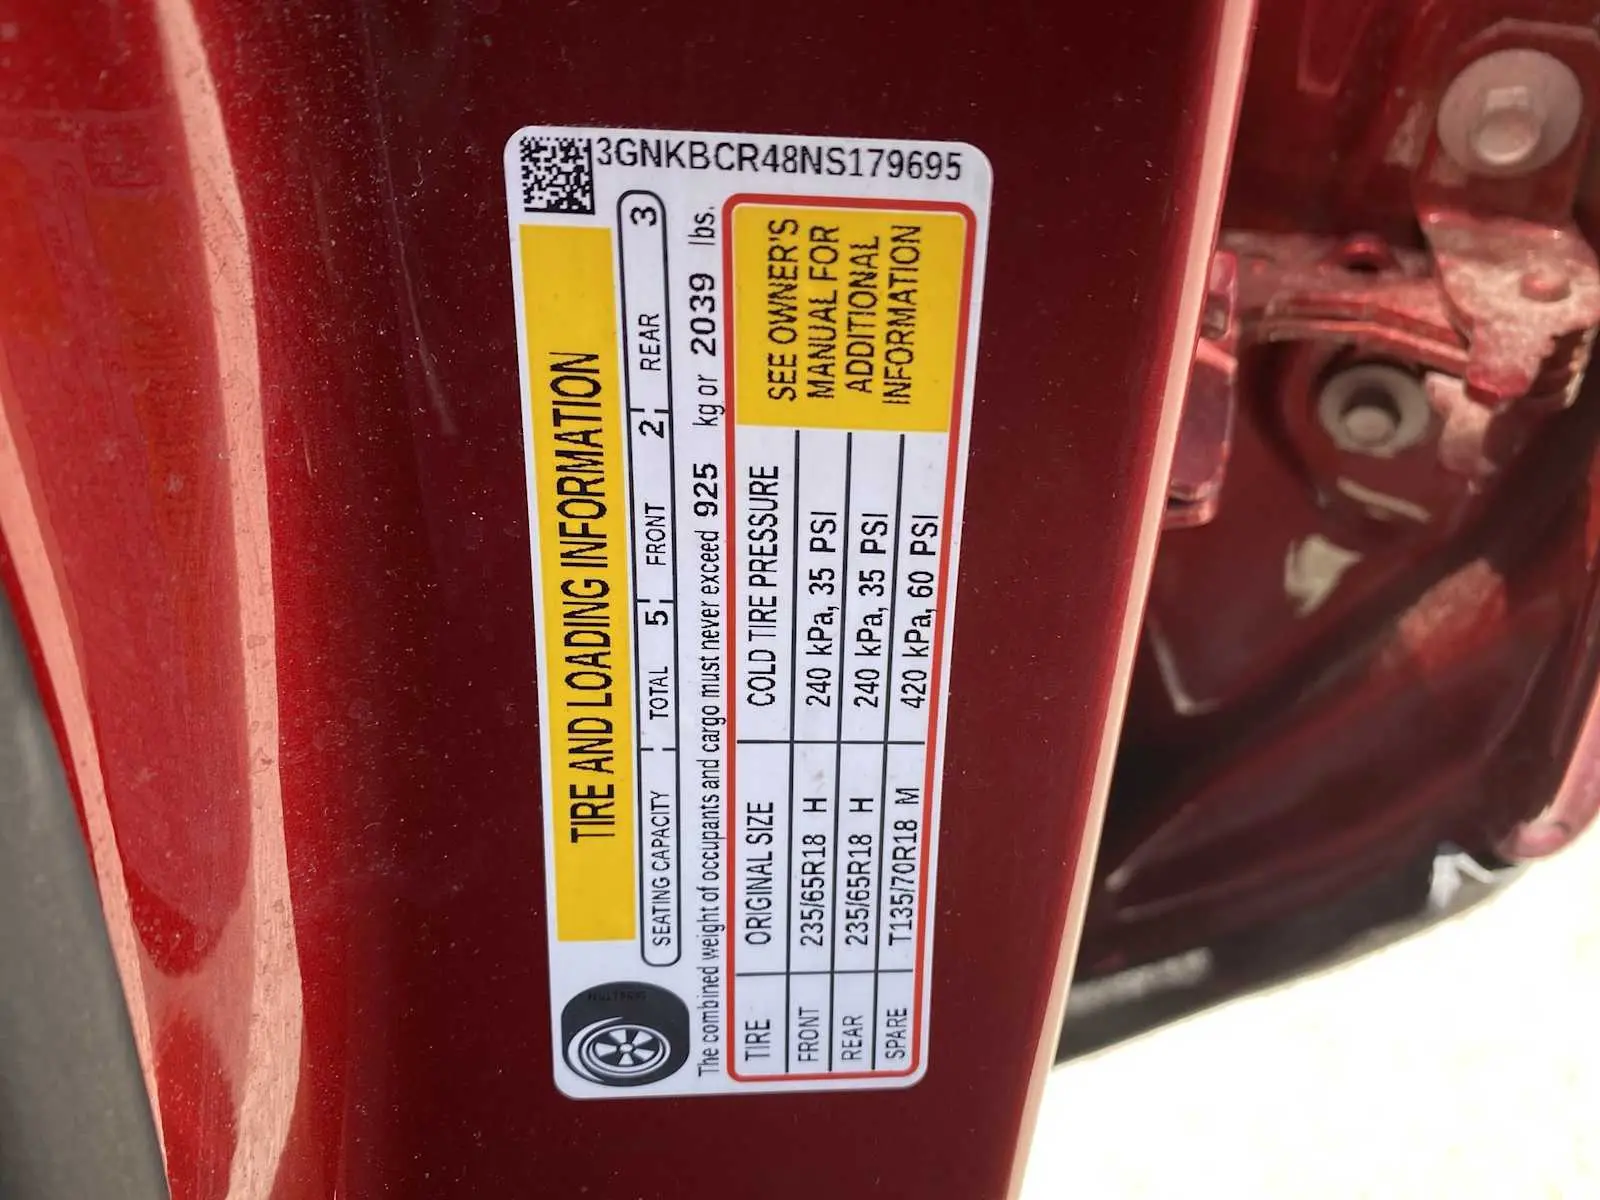 3GNKBCR48NS179695
TIRE AND LOADING INFORMATION
SEATING CAPACITY TOTAL 5 FRONT 2 REAR 3
The combined weight of occupants and cargo must never exceed 925 kg or 2039 lbs.
TIRE ORIGINAL SIZE COLD TIRE PRESSURE
FRONT 235/65R18 H 240 kPa, 35 PSI
REAR 235/65R18 H 240 kPa, 35 PSI
SPARE T135/70R18 M 420 kPa, 60 PSI
SEE OWNER'S
MANUAL FOR
ADDITIONAL
INFORMATION